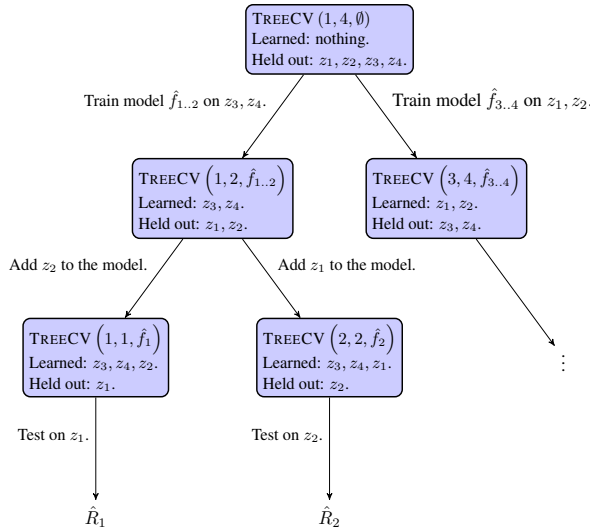 TREECV (1, 4, ∅)
Learned: nothing.
Held out: z₁, z₂, z₃, z₄.
Train model f̂₁..₂ on z₃, z₄.
Train model f̂₃..₄ on z₁, z₂.
TREECV (1, 2, f̂₁..₂)
Learned: z₃, z₄.
Held out: z₁, z₂.
TREECV (3, 4, f̂₃..₄)
Learned: z₁, z₂.
Held out: z₃, z₄.
Add z₂ to the model.
Add z₁ to the model.
TREECV (1, 1, f̂₁)
Learned: z₃, z₄, z₂.
Held out: z₁.
TREECV (2, 2, f̂₂)
Learned: z₃, z₄, z₁.
Held out: z₂.
⋮
Test on z₁.
Test on z₂.
R̂₁
R̂₂